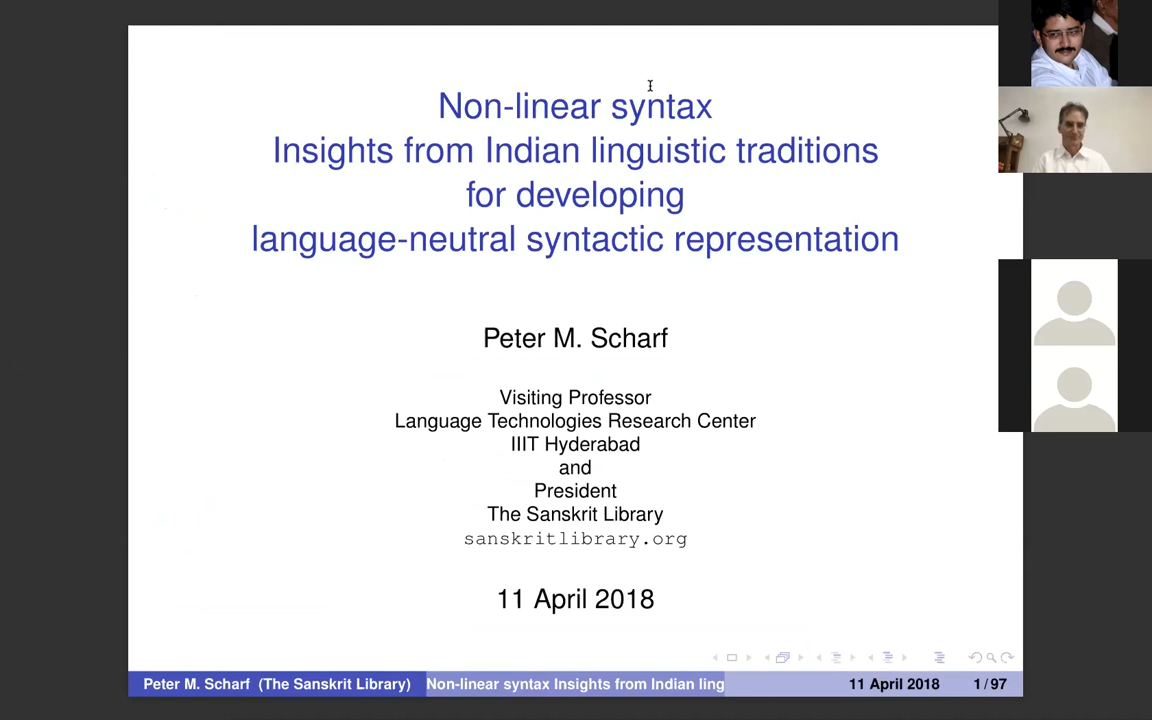 Non-linear syntax
Insights from Indian linguistic traditions
for developing
language-neutral syntactic representation
Peter M. Scharf
Visiting Professor
Language Technologies Research Center
IIIT Hyderabad
and
President
The Sanskrit Library
sanskritlibrary.org
11 April 2018
Peter M. Scharf (The Sanskrit Library) Non-linear syntax Insights from Indian ling 11 April 2018 1 / 97